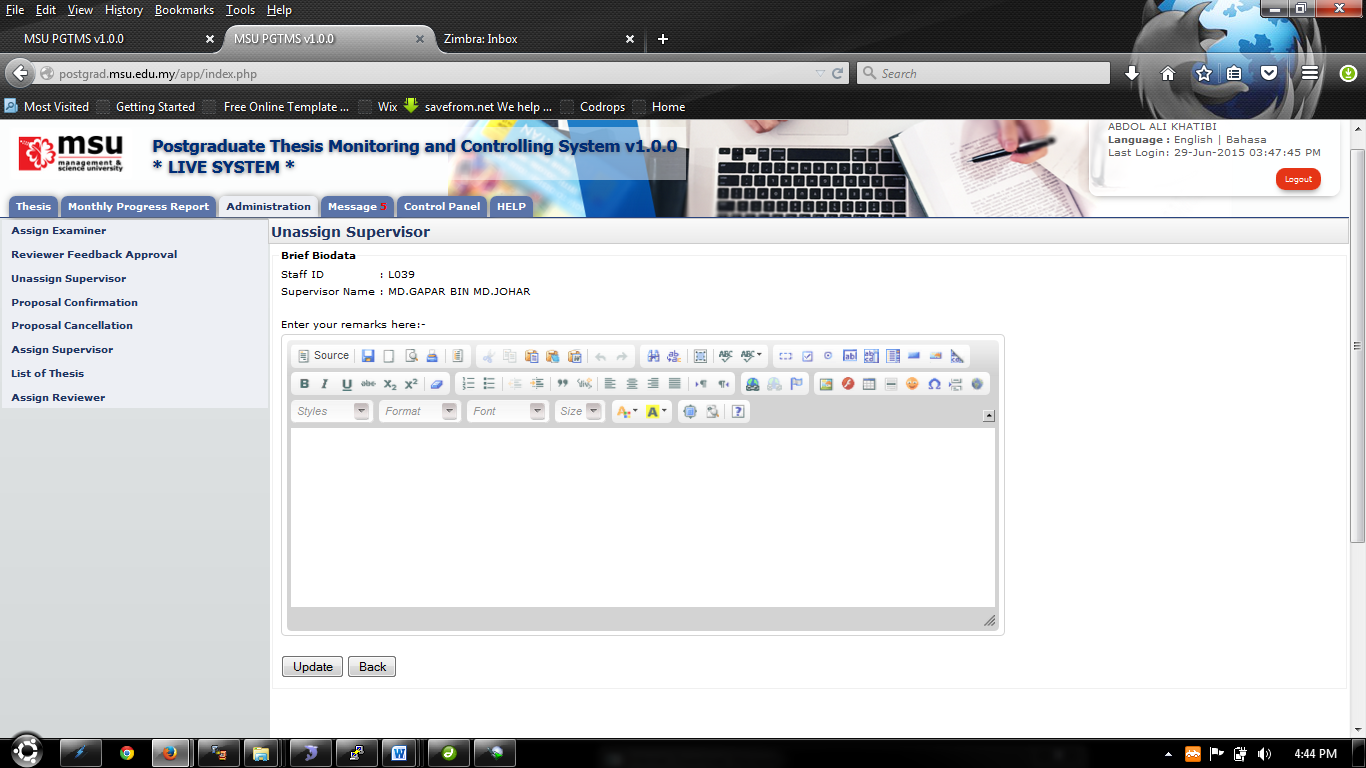 File Edit View History Bookmarks Tools Help
MSU PGTMS v1.0.0
MSU PGTMS v1.0.0
Zimbra: Inbox
postgrad.msu.edu.my/app/index.php
Search
Most Visited Getting Started Free Online Template ... Wix savefrom.net We help ... Codrops Home
msu
management &
science university
Postgraduate Thesis Monitoring and Controlling System v1.0.0
* LIVE SYSTEM *
ABDOL ALI KHATIBI
Language : English | Bahasa
Last Login: 29-Jun-2015 03:47:45 PM
Logout
Thesis Monthly Progress Report Administration Message 5 Control Panel HELP
Assign Examiner
Reviewer Feedback Approval
Unassign Supervisor
Proposal Confirmation
Proposal Cancellation
Assign Supervisor
List of Thesis
Assign Reviewer
Unassign Supervisor
Brief Biodata
Staff ID : L039
Supervisor Name : MD.GAPAR BIN MD.JOHAR
Enter your remarks here:-
Source
Styles Format Font Size
Update Back
4:44 PM